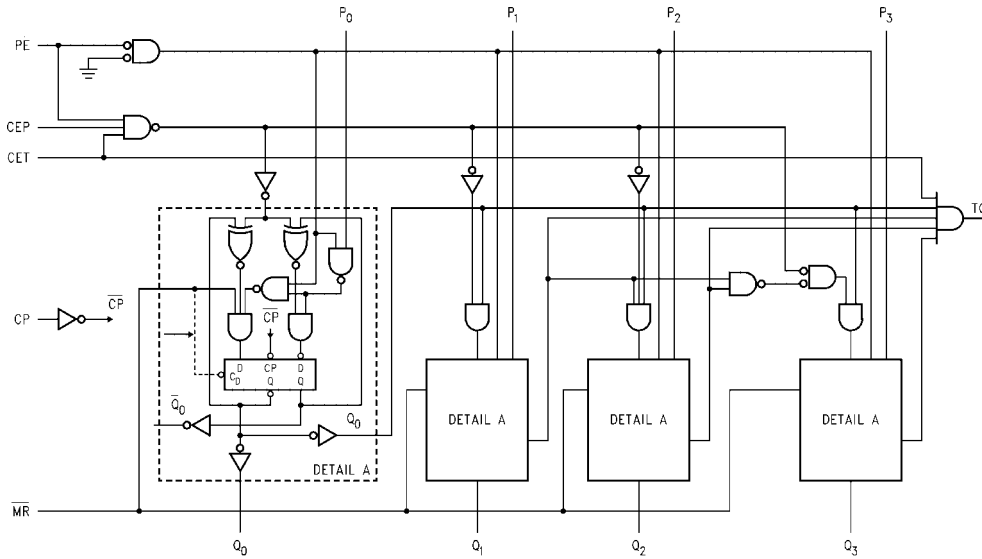 P0 P1 P2 P3
PE
CEP
CET
TC
CP
CP
CP
D CP D
CD Q Q
Q0
Q0
DETAIL A
DETAIL A
DETAIL A
DETAIL A
MR
Q0 Q1 Q2 Q3